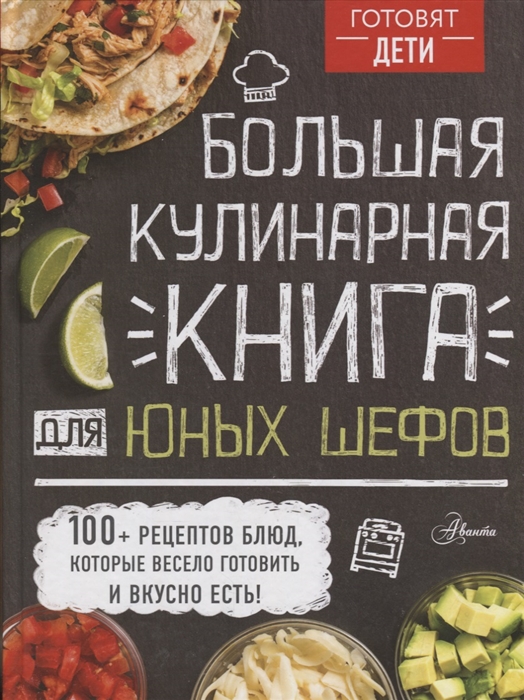 ГОТОВЯТ
ДЕТИ
БОЛЬШАЯ
КУЛИНАРНАЯ
КНИГА
ДЛЯ ЮНЫХ ШЕФОВ
100+ РЕЦЕПТОВ БЛЮД,
КОТОРЫЕ ВЕСЕЛО ГОТОВИТЬ
И ВКУСНО ЕСТЬ!
Аванта